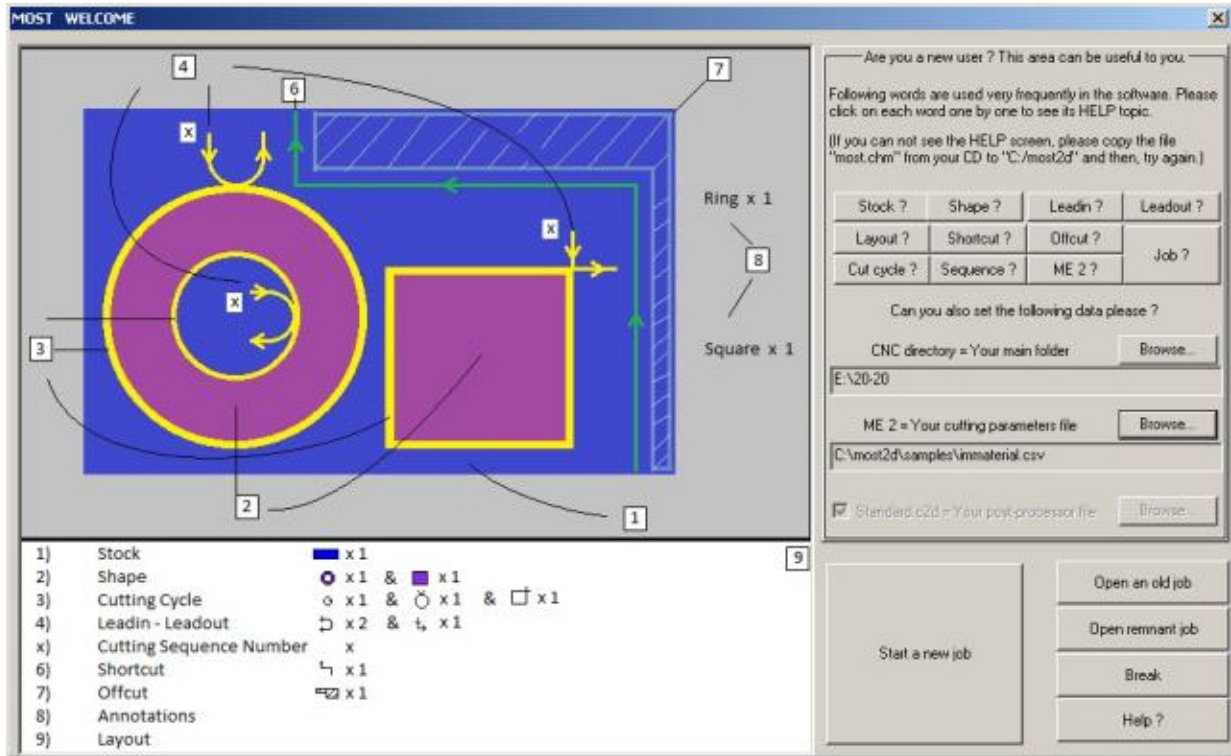 MOST WELCOME
4
6
7
x
x
x
Ring x 1
8
Square x 1
3
2
1
9
1) Stock x 1
2) Shape x 1 & x 1
3) Cutting Cycle x 1 & x 1 & x 1
4) Leadin - Leadout x 2 & x 1
x) Cutting Sequence Number x
6) Shortcut x 1
7) Offcut x 1
8) Annotations
9) Layout
Are you a new user ? This area can be useful to you.
Following words are used very frequently in the software. Please
click on each word one by one to see its HELP topic.
(If you can not see the HELP screen, please copy the file
"most.chm" from your CD to "C:/most2d" and then, try again.)
Stock ? Shape ? Leadin ? Leadout ?
Layout ? Shortcut ? Offcut ? Job ?
Cut cycle ? Sequence ? ME 2 ?
Can you also set the following data please ?
CNC directory = Your main folder Browse...
E:\20-20
ME 2 = Your cutting parameters file Browse...
C:\most2d\samples\immaterial.csv
Standard.c2d = Your post-processor file Browse...
Start a new job
Open an old job
Open remnant job
Break
Help ?